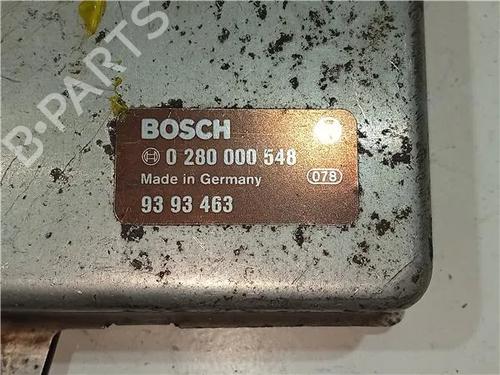 B-PARTS
BOSCH
0 280 000 548
Made in Germany 078
93 93 463